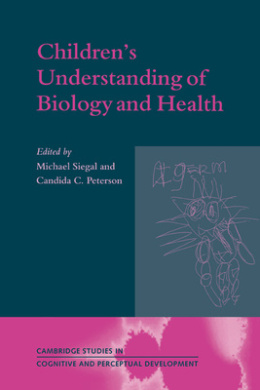 Children's
Understanding of
Biology and Health
Edited by
Michael Siegal and
Candida C. Peterson
A germ
CAMBRIDGE STUDIES IN
COGNITIVE AND PERCEPTUAL DEVELOPMENT